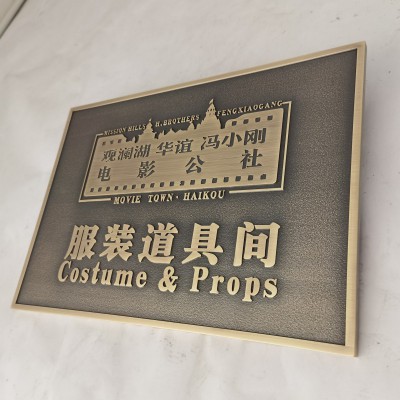 MISSION HILLS H.BROTHERS FENGXIAOGANG
观澜湖 华谊 冯小刚
电影公社
MOVIE TOWN·HAIKOU
服装道具间
Costume & Props